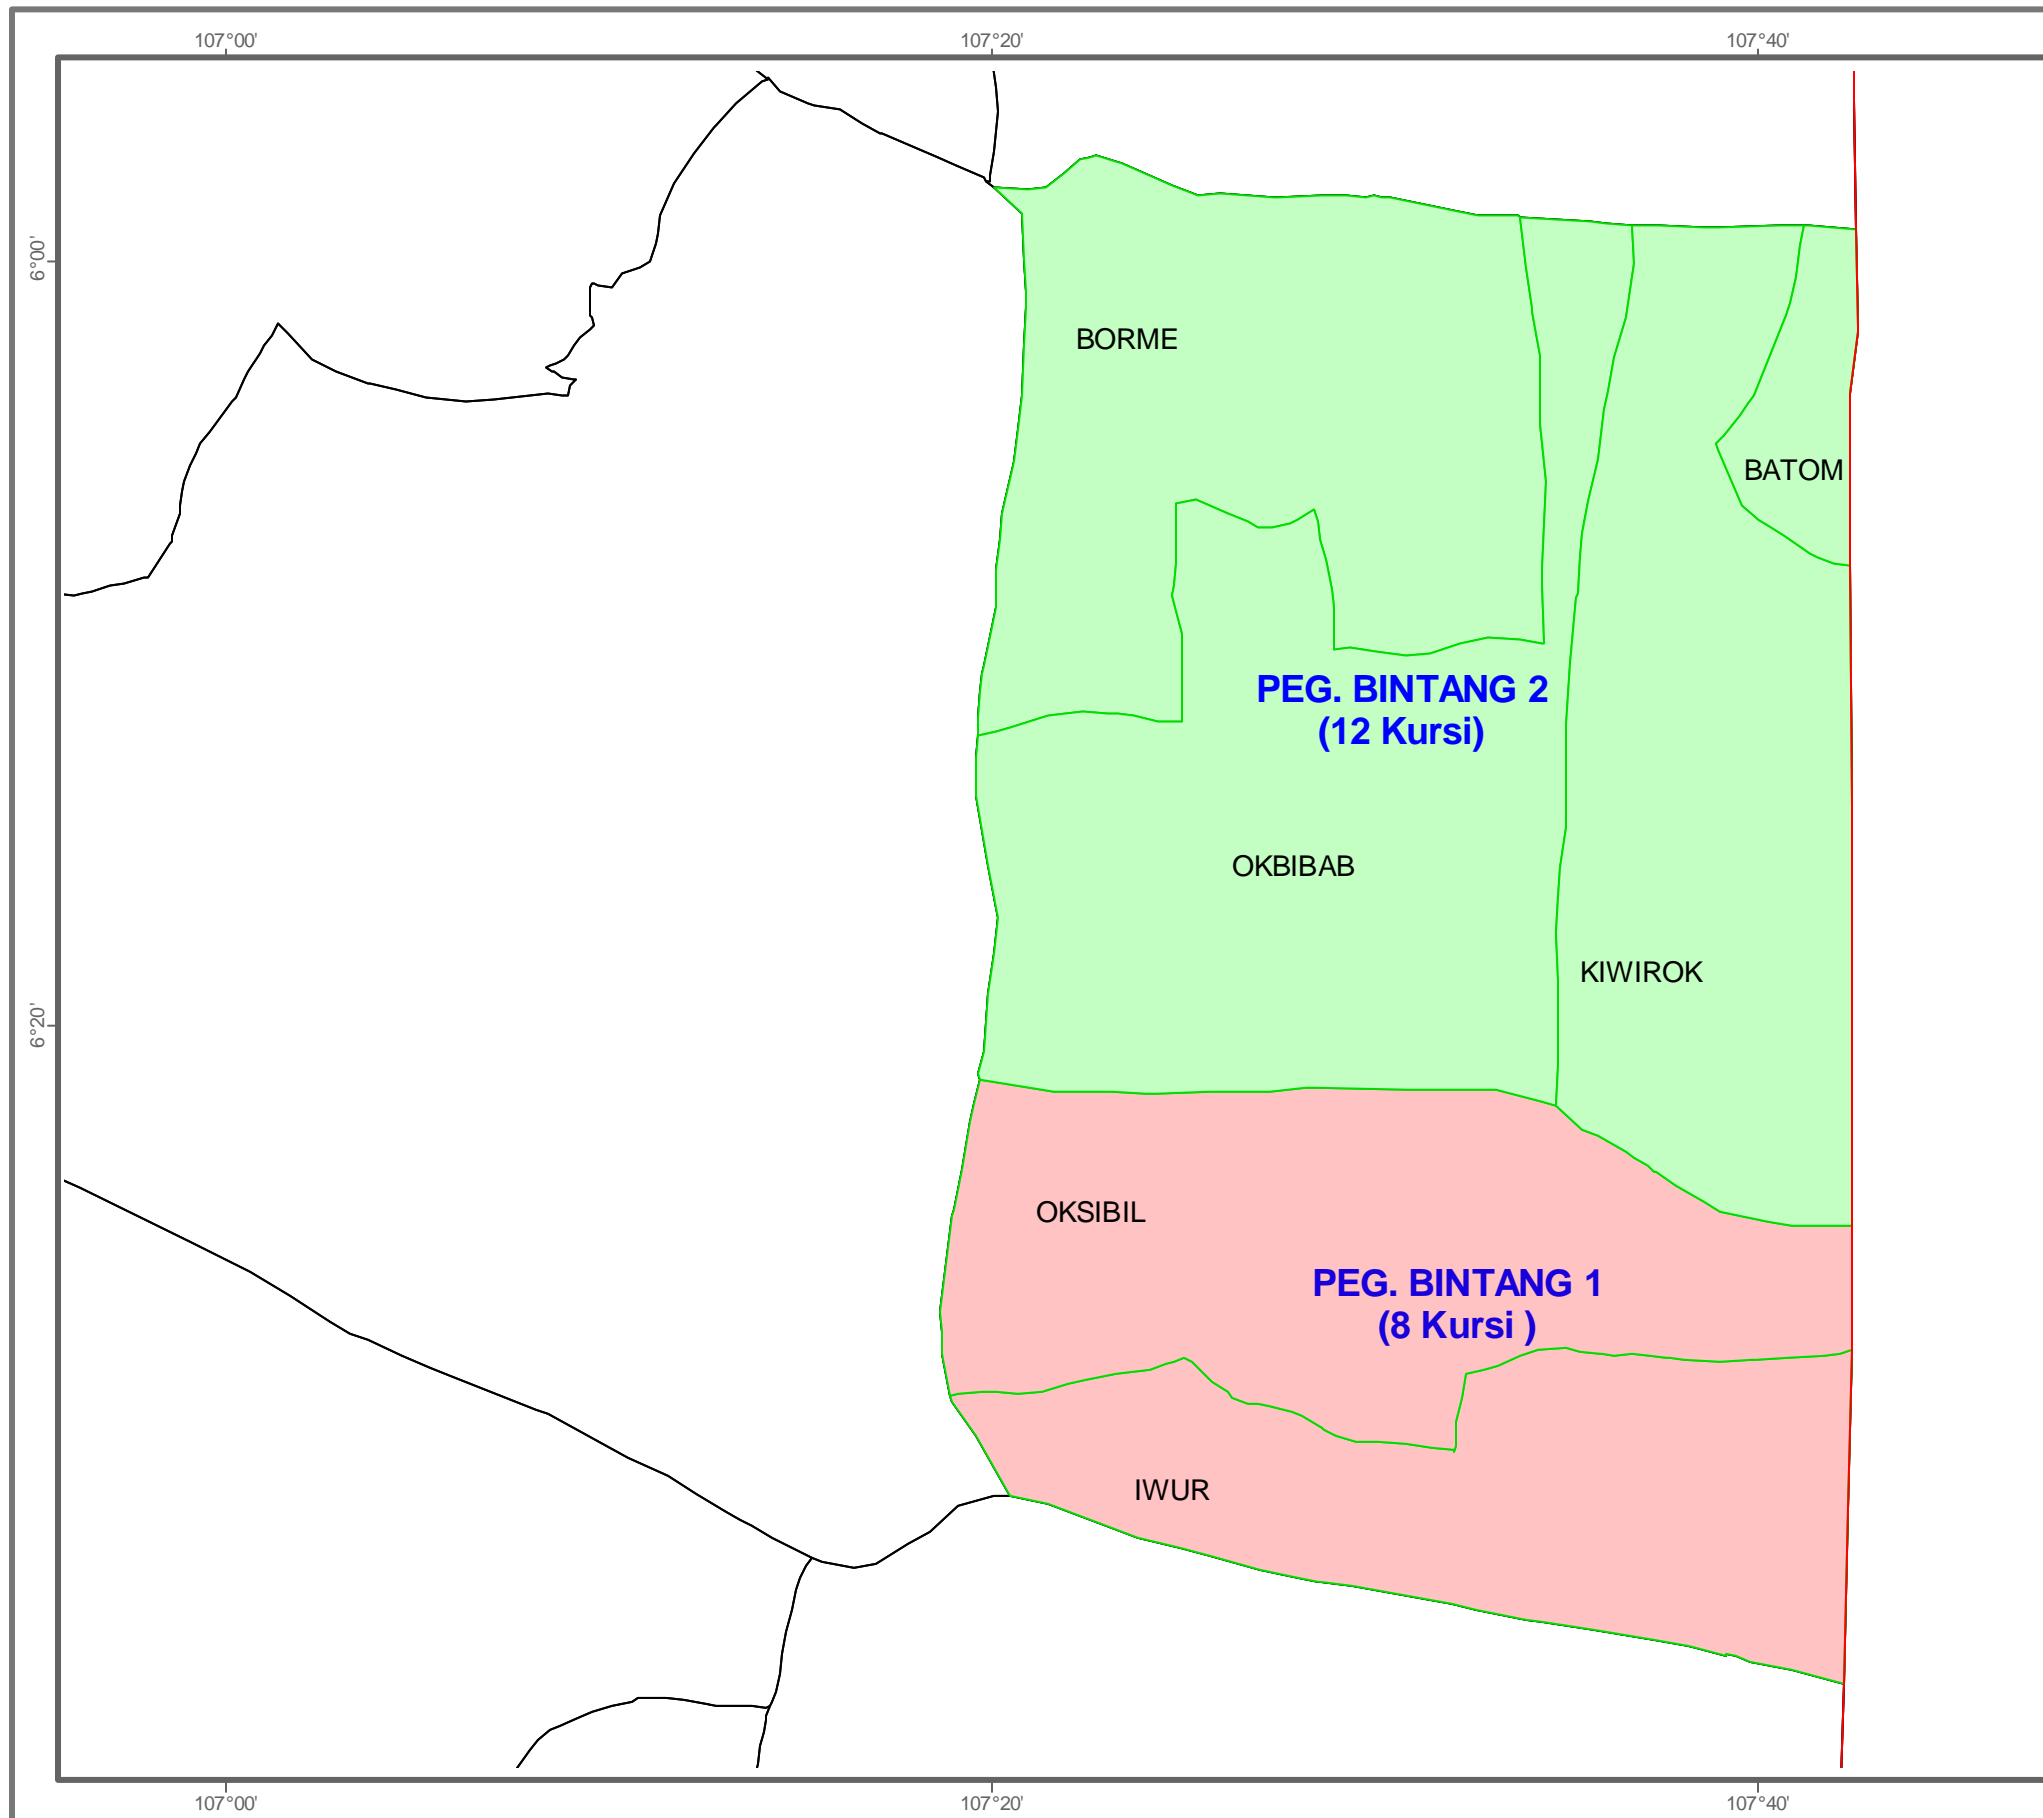 107°00'
107°20'
107°40'
6°00'
BORME
BATOM
PEG. BINTANG 2
(12 Kursi)
OKBIBAB
KIWIROK
6°20'
OKSIBIL
PEG. BINTANG 1
(8 Kursi )
IWUR
107°00'
107°20'
107°40'